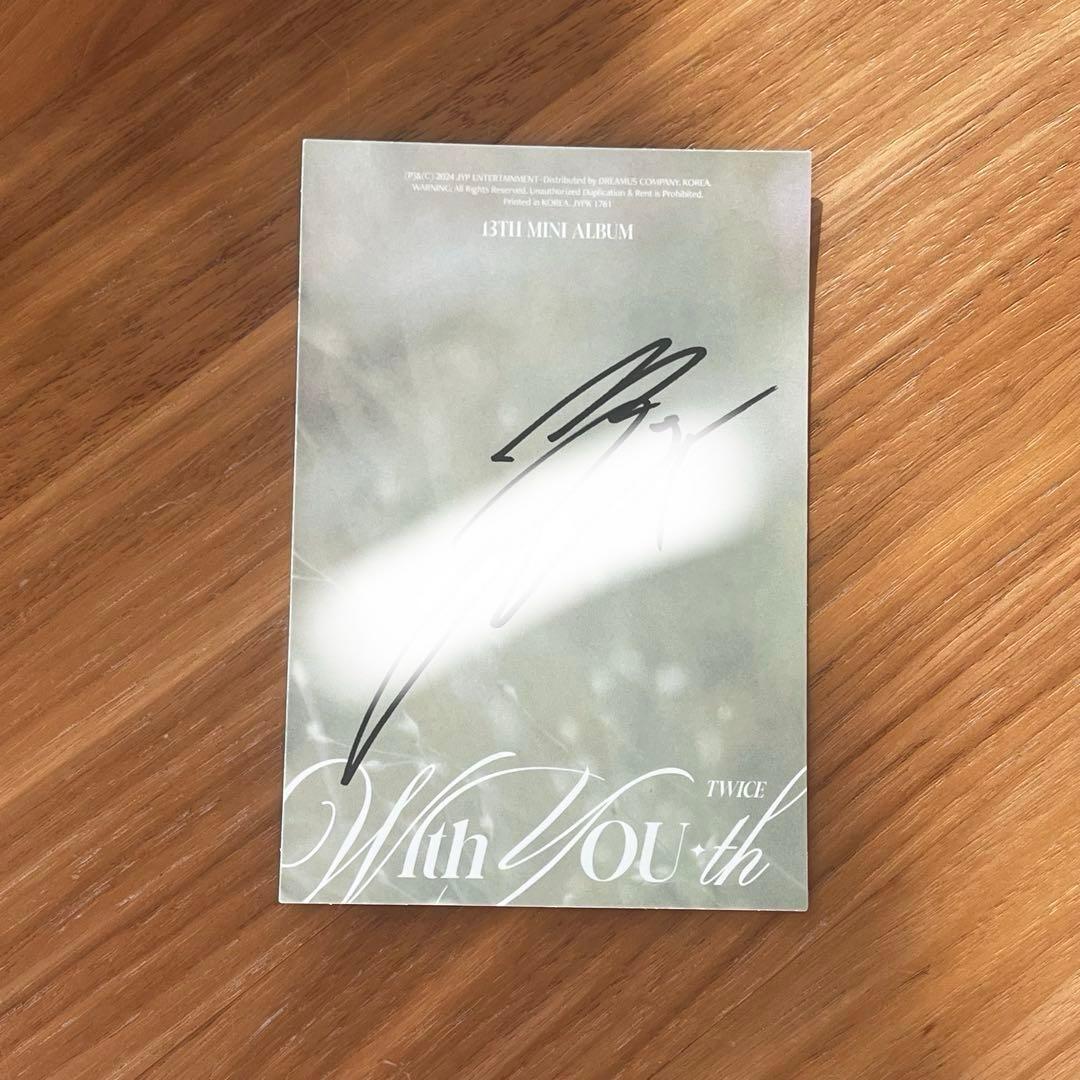 (P)&(C) 2024 JYP ENTERTAINMENT · Distributed by DREAMUS COMPANY, KOREA.
WARNING: All Rights Reserved. Unauthorized Duplication & Rent is Prohibited.
Printed in KOREA. JYPK 1761
13TH MINI ALBUM
TWICE
With YOU-th